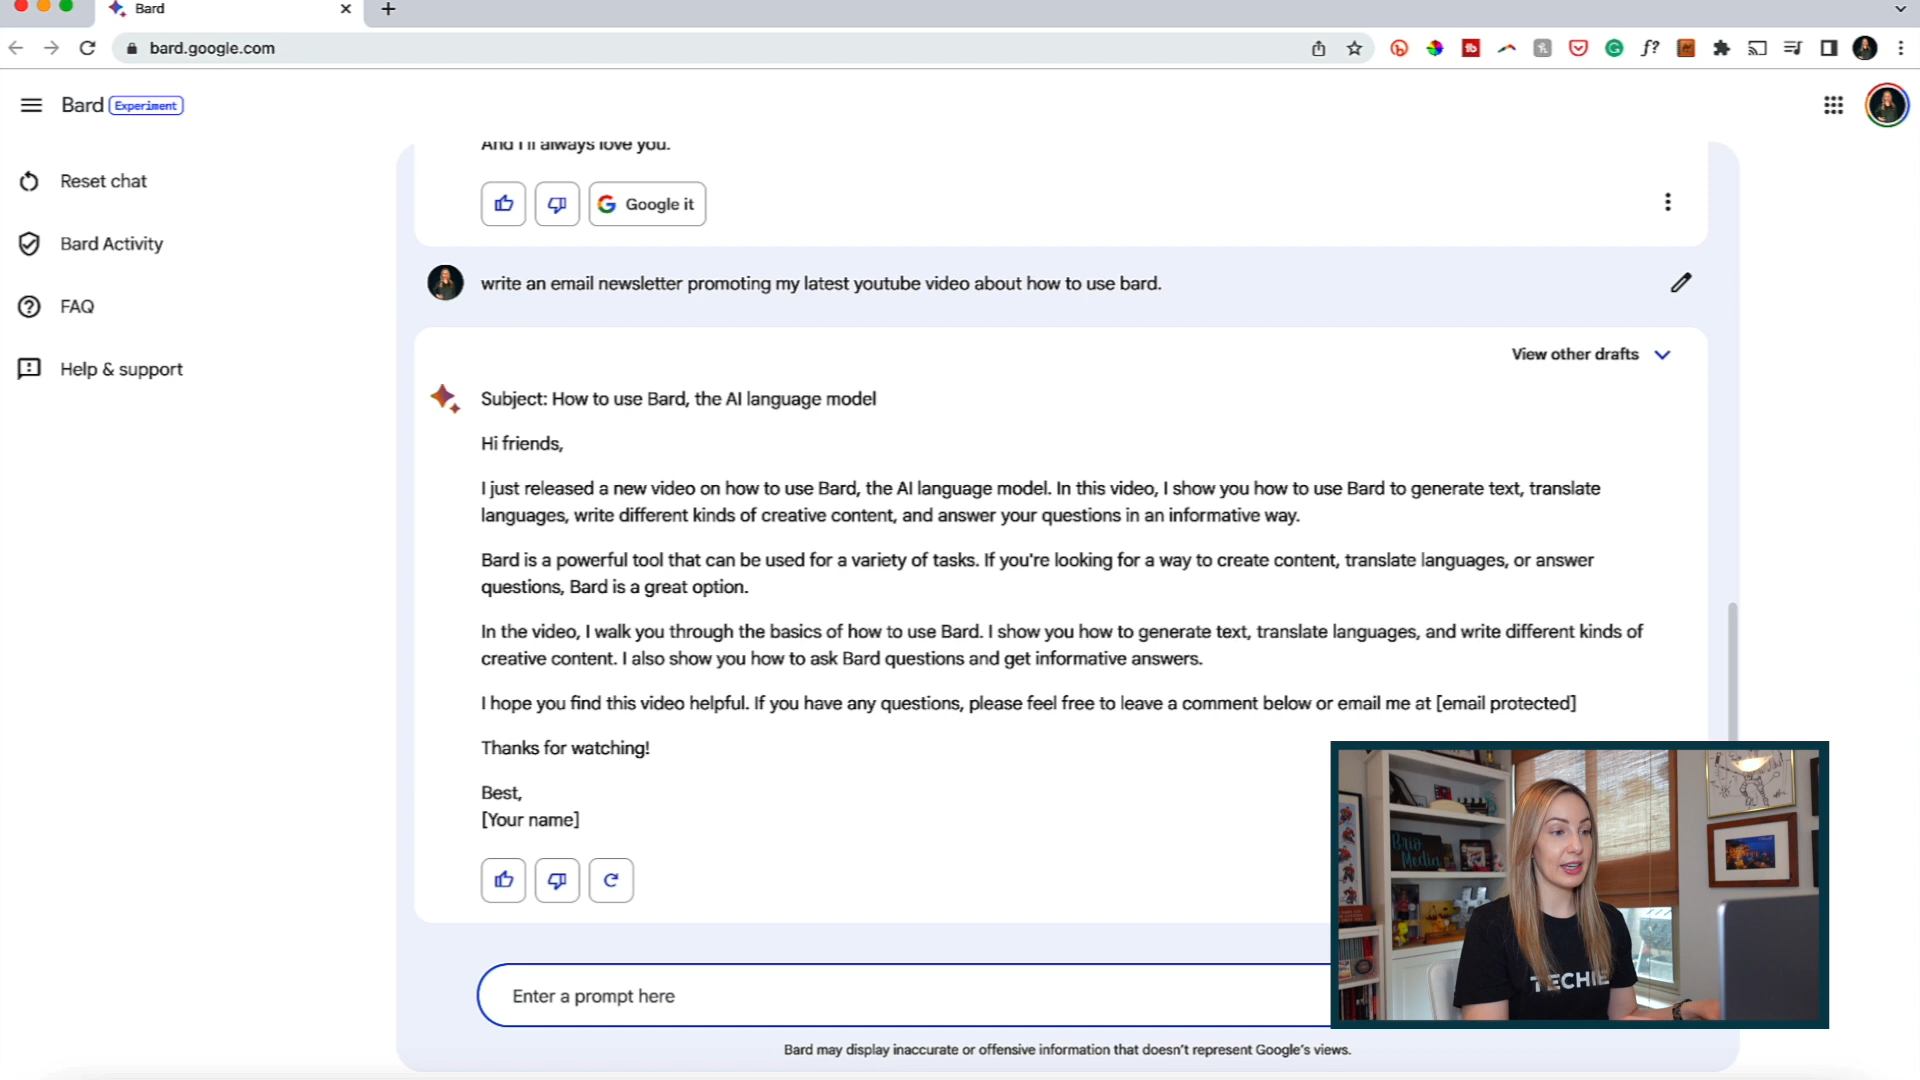 Bard
bard.google.com
Bard Experiment
Reset chat
Bard Activity
FAQ
Help & support
And I'll always love you.
Google it
write an email newsletter promoting my latest youtube video about how to use bard.
View other drafts
Subject: How to use Bard, the AI language model
Hi friends,
I just released a new video on how to use Bard, the AI language model. In this video, I show you how to use Bard to generate text, translate
languages, write different kinds of creative content, and answer your questions in an informative way.
Bard is a powerful tool that can be used for a variety of tasks. If you're looking for a way to create content, translate languages, or answer
questions, Bard is a great option.
In the video, I walk you through the basics of how to use Bard. I show you how to generate text, translate languages, and write different kinds of
creative content. I also show you how to ask Bard questions and get informative answers.
I hope you find this video helpful. If you have any questions, please feel free to leave a comment below or email me at [email protected]
Thanks for watching!
Best,
[Your name]
Enter a prompt here
Bard may display inaccurate or offensive information that doesn't represent Google's views.
Brio
Media
TECHIE